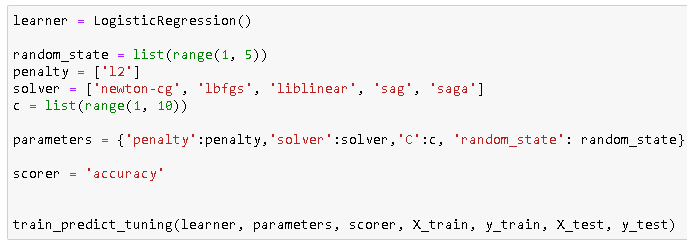 learner = LogisticRegression()
random_state = list(range(1, 5))
penalty = ['l2']
solver = ['newton-cg', 'lbfgs', 'liblinear', 'sag', 'saga']
c = list(range(1, 10))
parameters = {'penalty':penalty,'solver':solver,'C':c, 'random_state': random_state}
scorer = 'accuracy'
train_predict_tuning(learner, parameters, scorer, X_train, y_train, X_test, y_test)